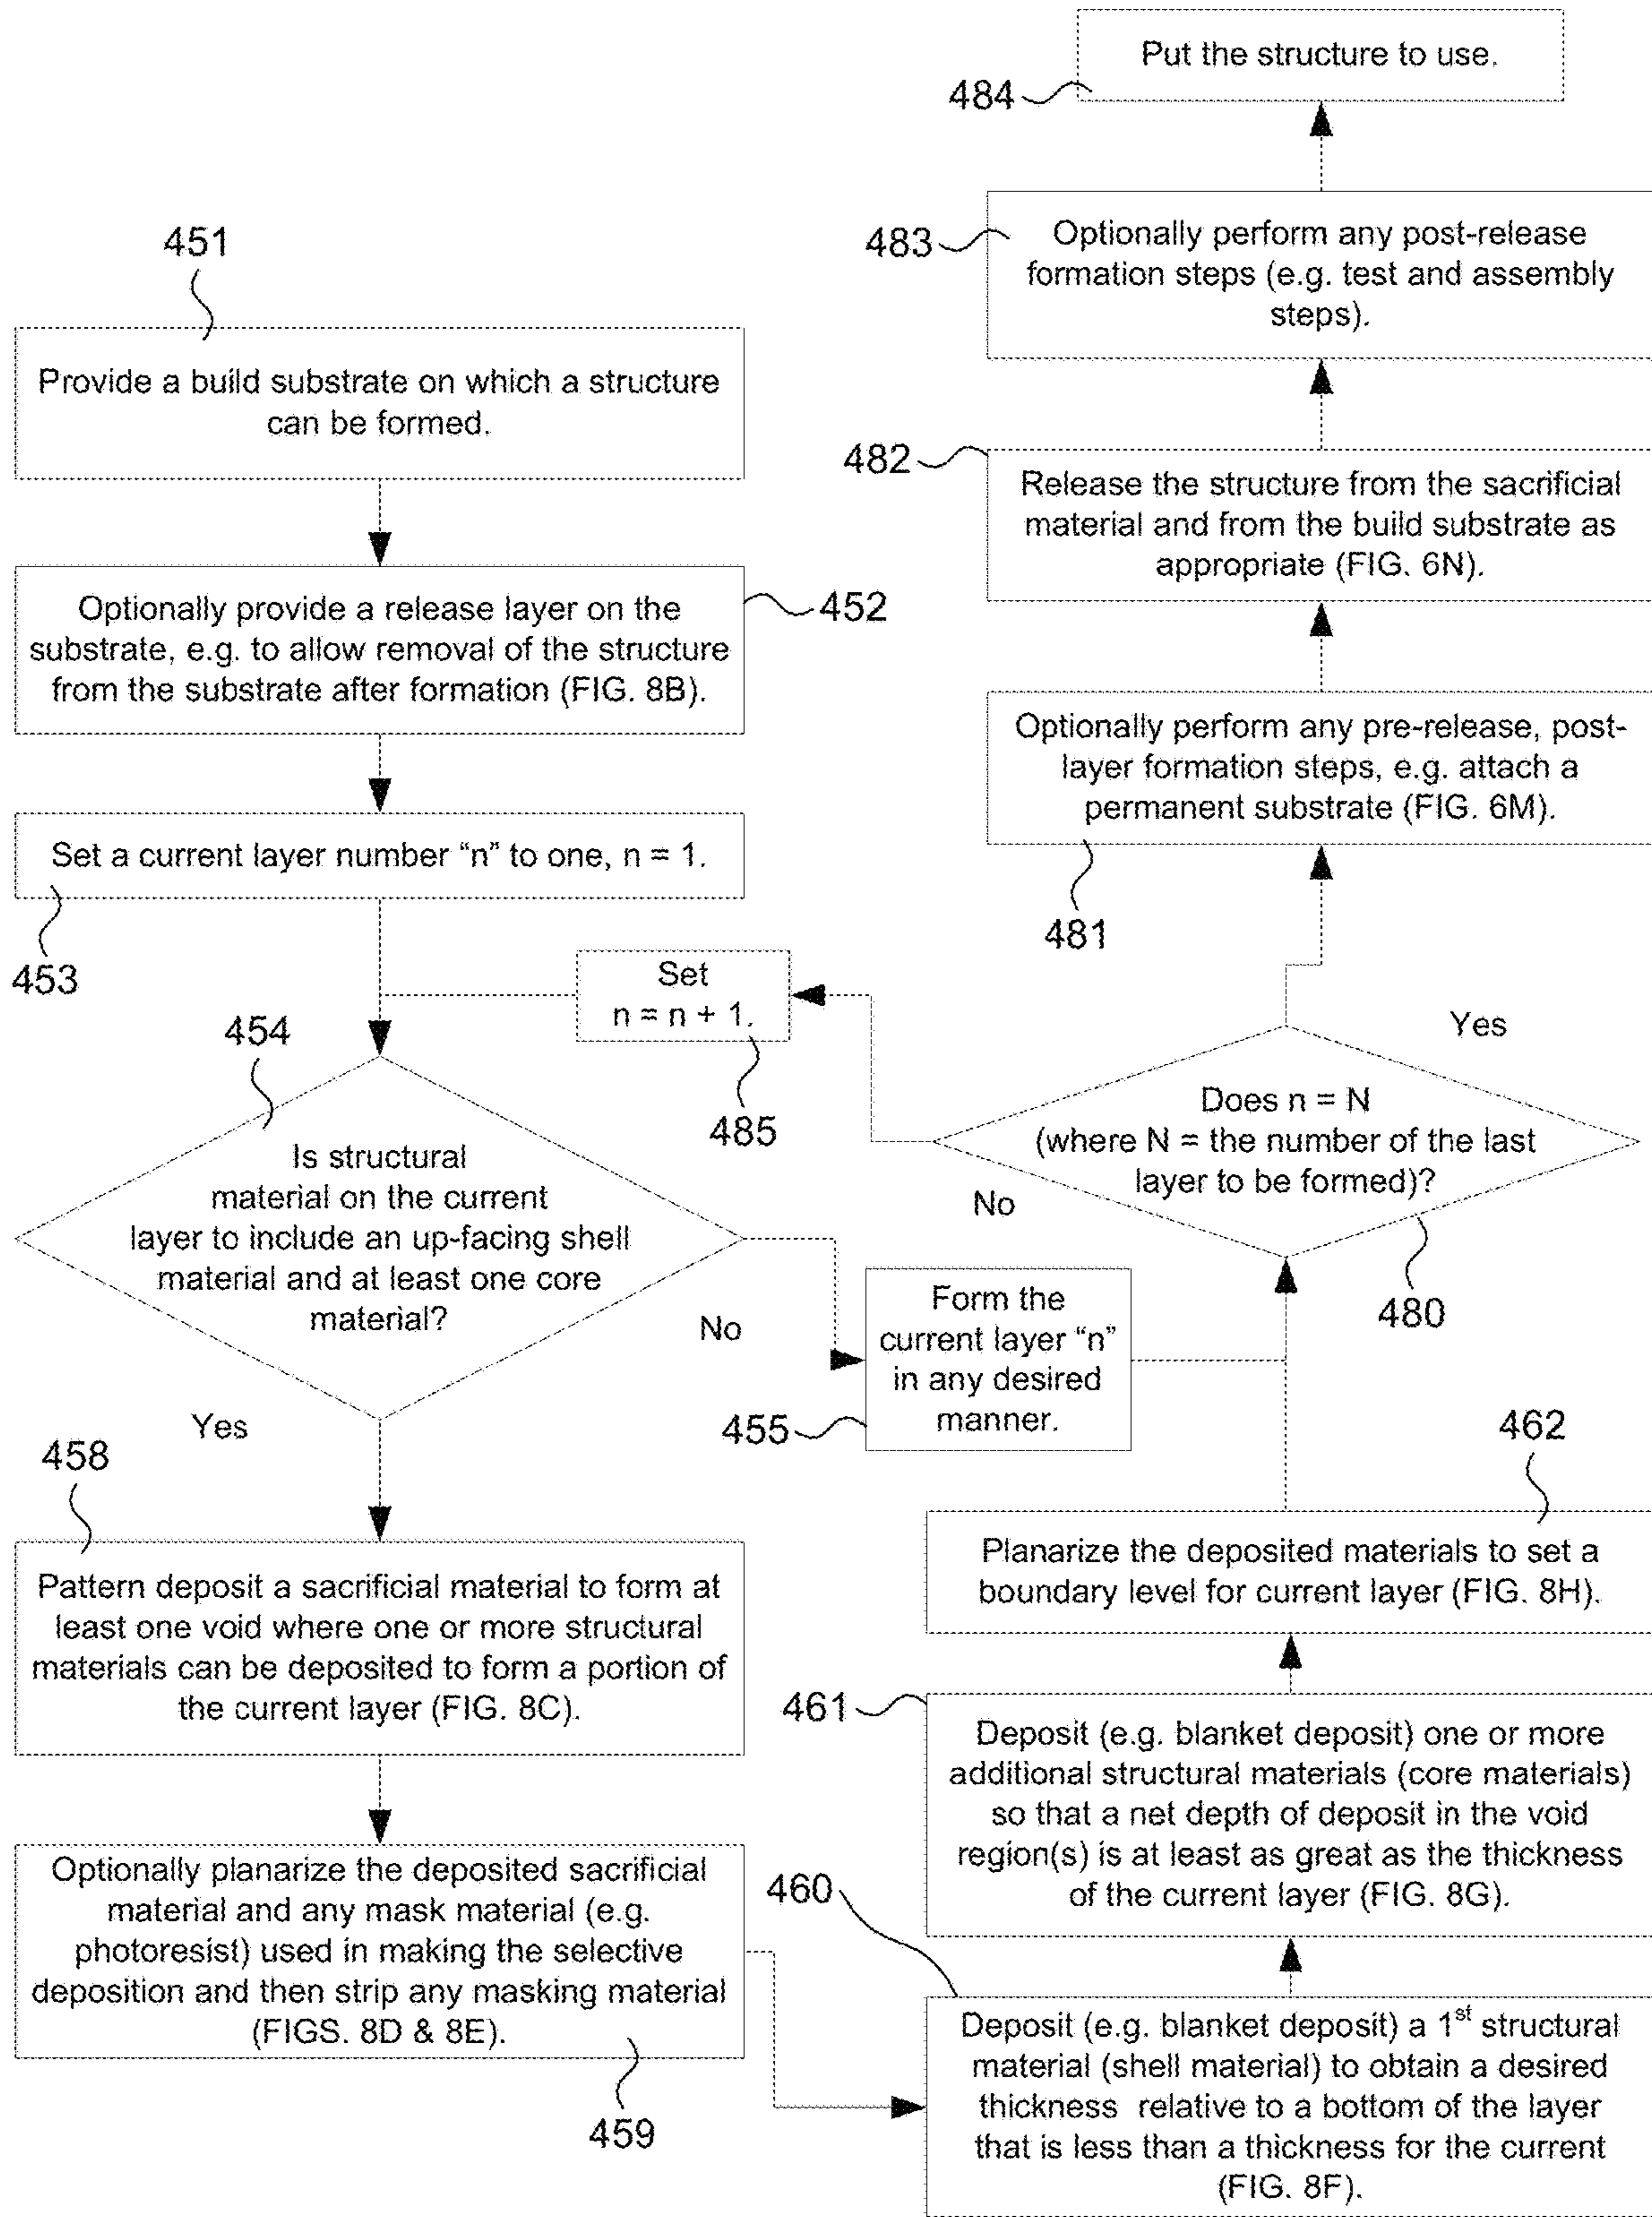 451
Provide a build substrate on which a structure
can be formed.
Optionally provide a release layer on the
substrate, e.g. to allow removal of the structure
from the substrate after formation (FIG. 8B).
452
Set a current layer number “n” to one, n = 1.
453
Set
n = n + 1.
485
454
Is structural
material on the current
layer to include an up-facing shell
material and at least one core
material?
No
Yes
Form the
current layer “n”
in any desired
manner.
455
458
Pattern deposit a sacrificial material to form at
least one void where one or more structural
materials can be deposited to form a portion of
the current layer (FIG. 8C).
Optionally planarize the deposited sacrificial
material and any mask material (e.g.
photoresist) used in making the selective
deposition and then strip any masking material
(FIGS. 8D & 8E).
459
460
Deposit (e.g. blanket deposit) a 1st structural
material (shell material) to obtain a desired
thickness relative to a bottom of the layer
that is less than a thickness for the current
(FIG. 8F).
461
Deposit (e.g. blanket deposit) one or more
additional structural materials (core materials)
so that a net depth of deposit in the void
region(s) is at least as great as the thickness
of the current layer (FIG. 8G).
462
Planarize the deposited materials to set a
boundary level for current layer (FIG. 8H).
Does n = N
(where N = the number of the last
layer to be formed)?
480
No
Yes
Optionally perform any pre-release, post-
layer formation steps, e.g. attach a
permanent substrate (FIG. 6M).
481
482
Release the structure from the sacrificial
material and from the build substrate as
appropriate (FIG. 6N).
483
Optionally perform any post-release
formation steps (e.g. test and assembly
steps).
Put the structure to use.
484